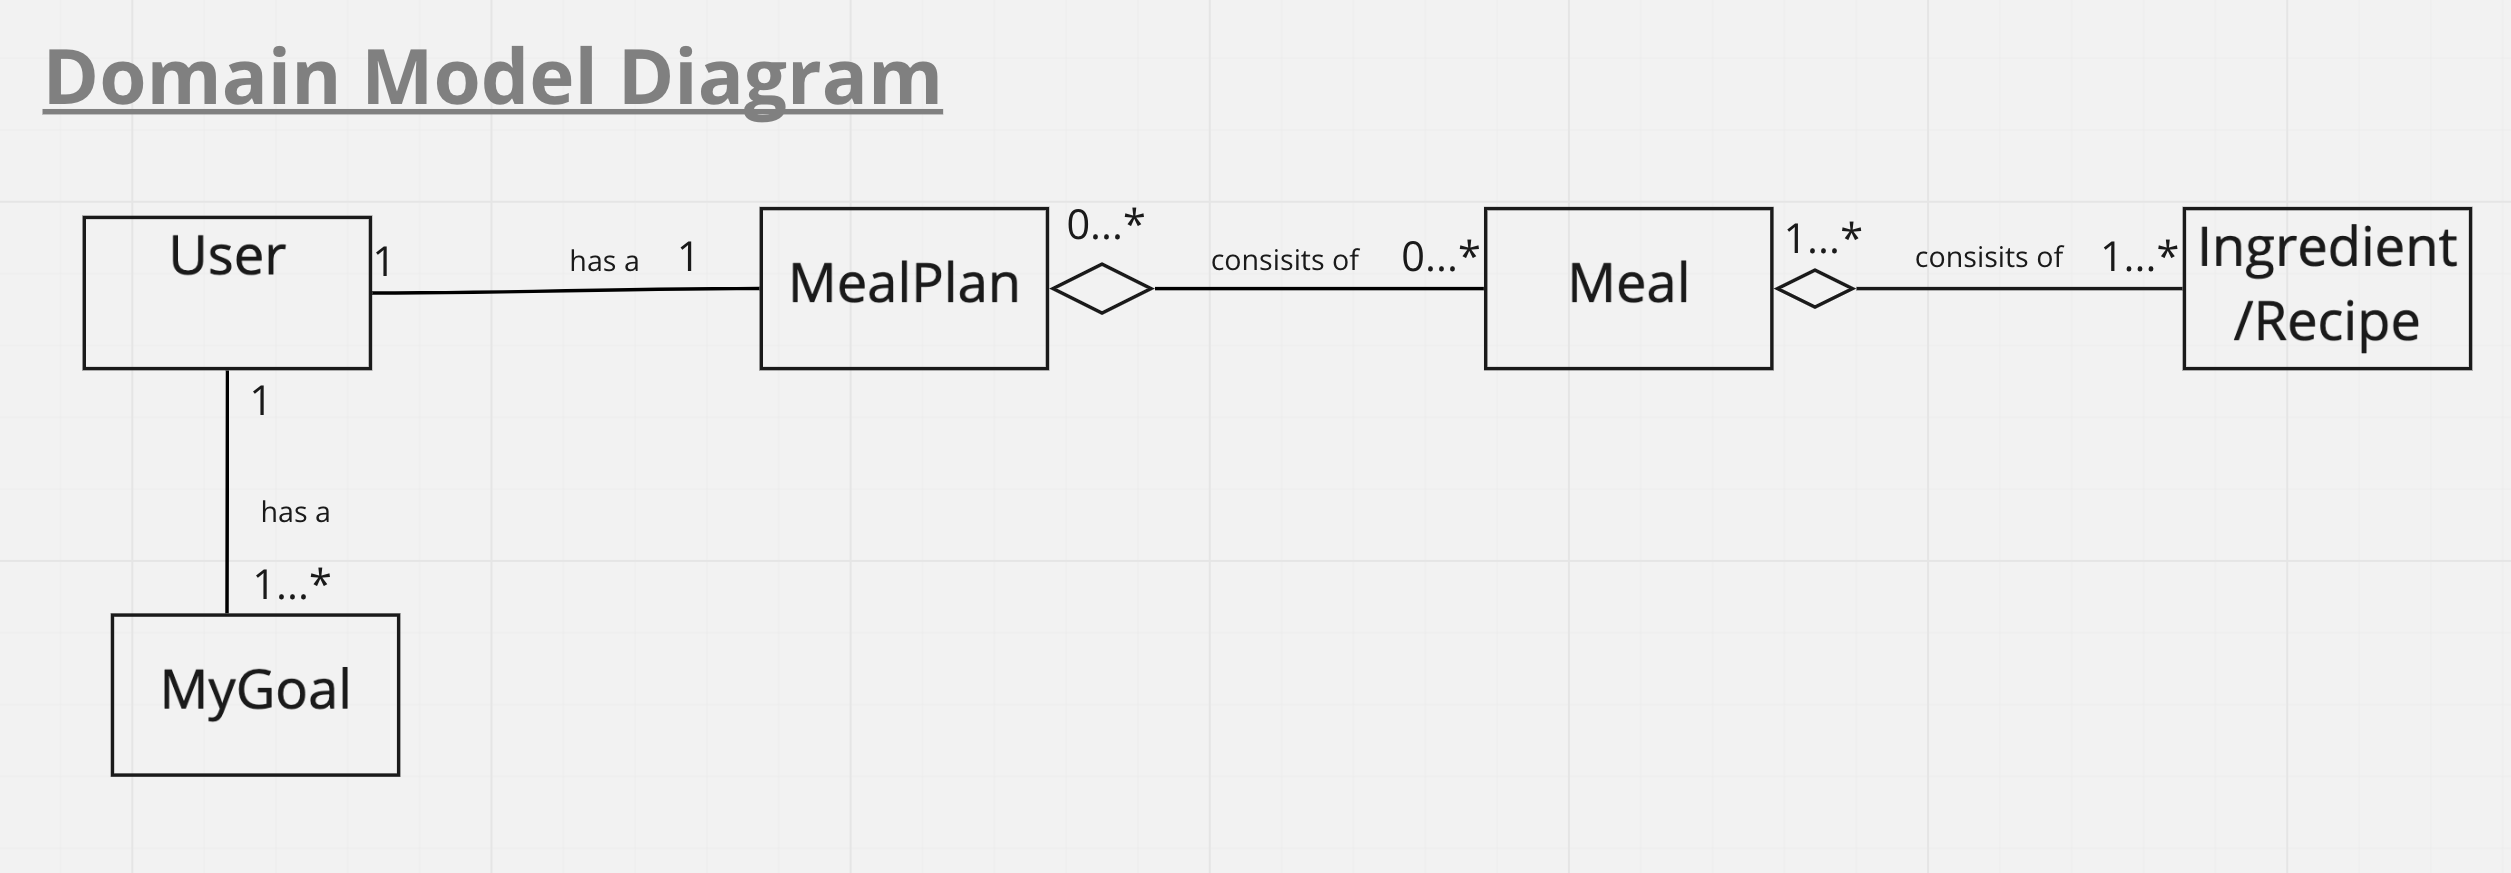 Domain Model Diagram
User
1
has a
1
MealPlan
0...*
consisits of
0...*
Meal
1...*
consisits of
1...*
Ingredient
/Recipe
1
has a
1...*
MyGoal